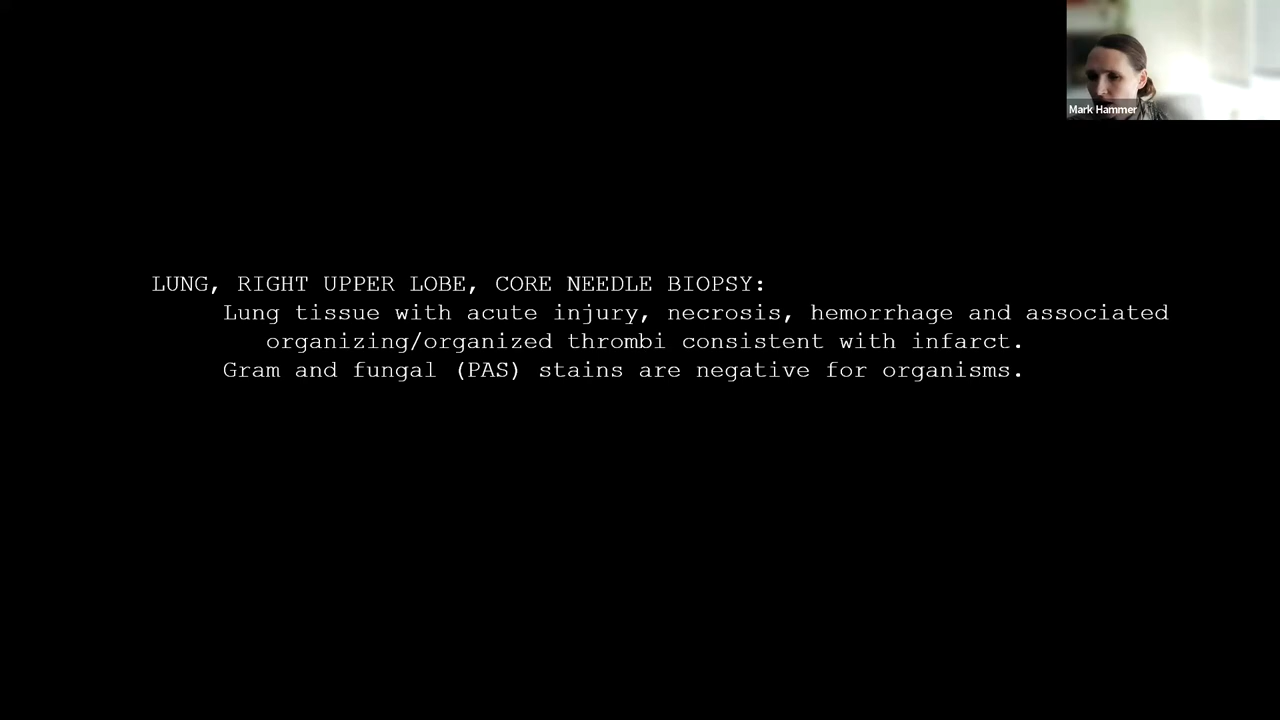 Mark Hammer
LUNG, RIGHT UPPER LOBE, CORE NEEDLE BIOPSY:
Lung tissue with acute injury, necrosis, hemorrhage and associated
organizing/organized thrombi consistent with infarct.
Gram and fungal (PAS) stains are negative for organisms.